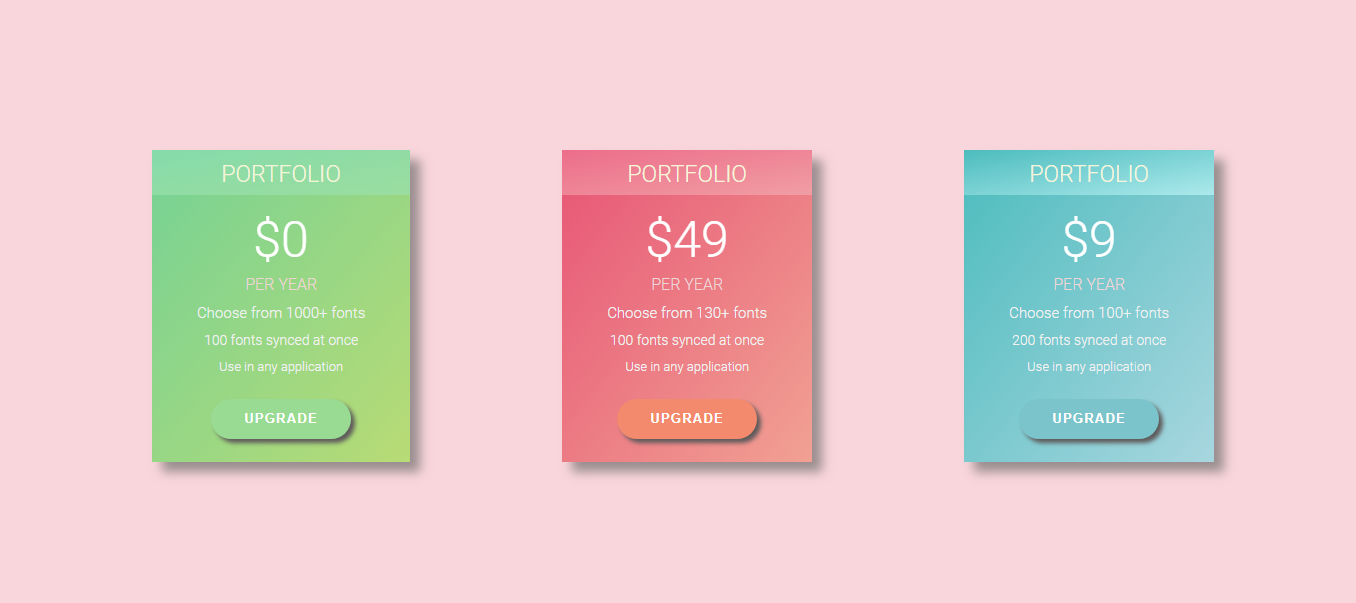 PORTFOLIO
$0
PER YEAR
Choose from 1000+ fonts
100 fonts synced at once
Use in any application
UPGRADE
PORTFOLIO
$49
PER YEAR
Choose from 130+ fonts
100 fonts synced at once
Use in any application
UPGRADE
PORTFOLIO
$9
PER YEAR
Choose from 100+ fonts
200 fonts synced at once
Use in any application
UPGRADE